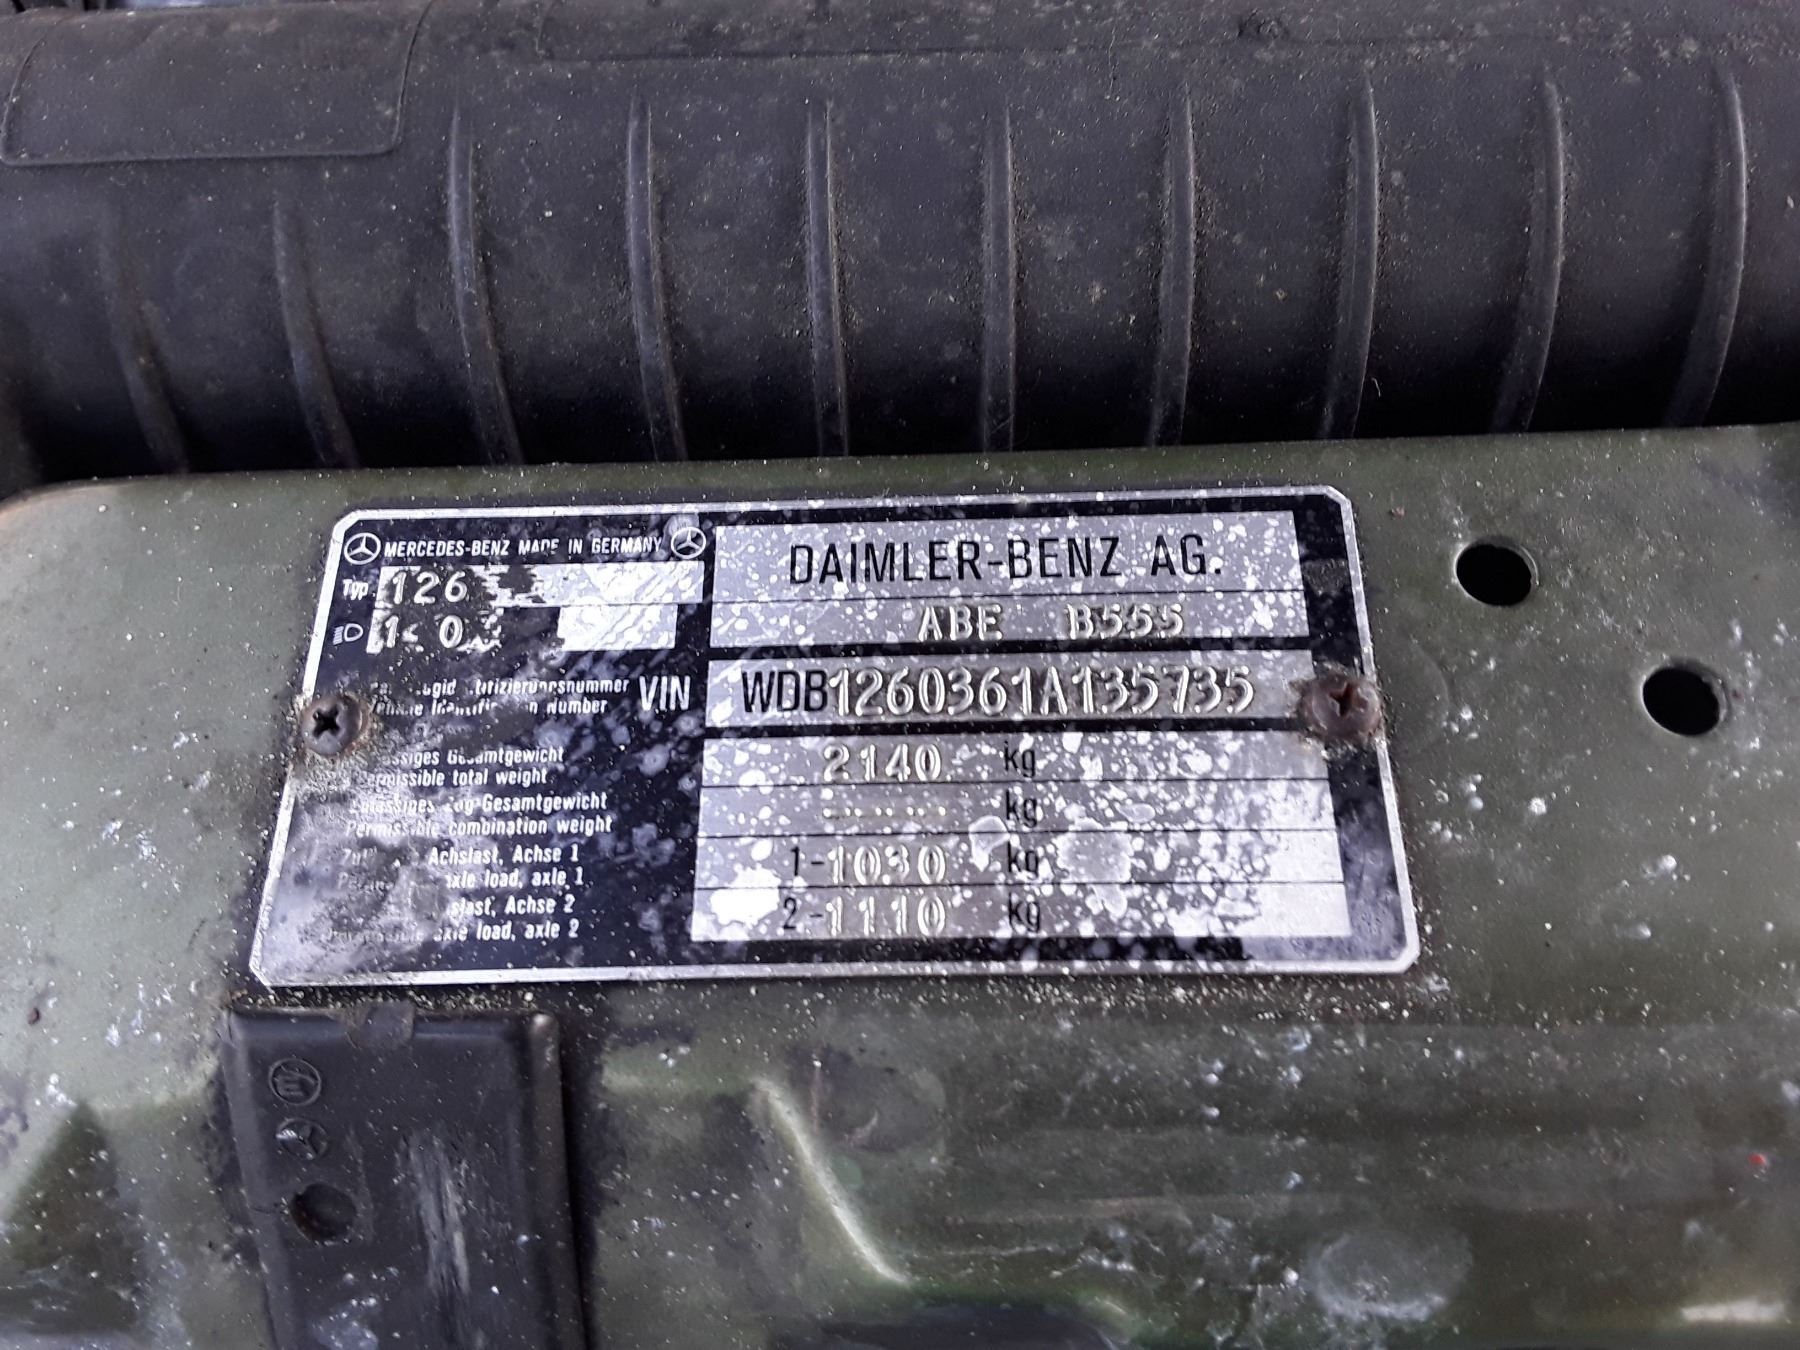 MERCEDES-BENZ MADE IN GERMANY
DAIMLER-BENZ AG.
Typ 126
ABE B555
VIN WDB1260361A135735
2140 kg
Permissible total weight
kg
Gesamtgewicht
Permissible combination weight
Achslast, Achse 1
1-1030 kg
axle load, axle 1
Achse 2
2-1110 kg
axle load, axle 2